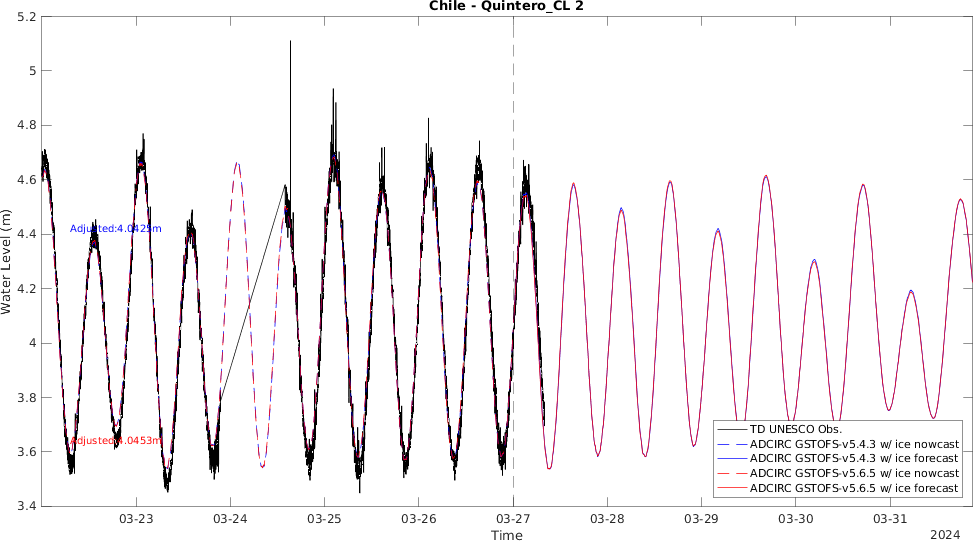 Chile - Quintero_CL 2
5.2
5
4.8
4.6
4.4
4.2
4
3.8
3.6
3.4
Water Level (m)
Adjusted:4.0425m
Adjusted:4.0453m
TD UNESCO Obs.
ADCIRC GSTOFS-v5.4.3 w/ ice nowcast
ADCIRC GSTOFS-v5.4.3 w/ ice forecast
ADCIRC GSTOFS-v5.6.5 w/ ice nowcast
ADCIRC GSTOFS-v5.6.5 w/ ice forecast
03-23 03-24 03-25 03-26 03-27 03-28 03-29 03-30 03-31
Time
2024